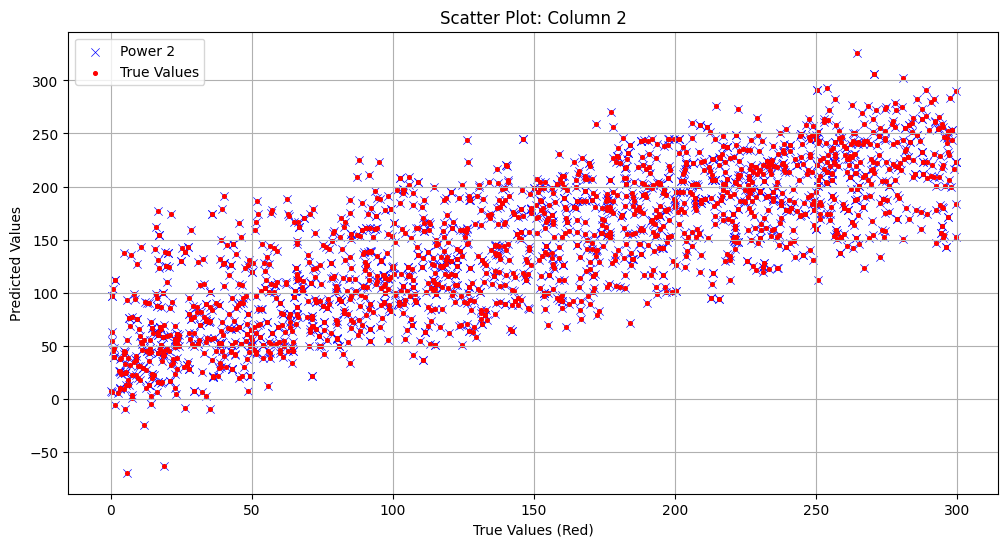 Scatter Plot: Column 2
Power 2
True Values
Predicted Values
300
250
200
150
100
50
0
−50
0 50 100 150 200 250 300
True Values (Red)